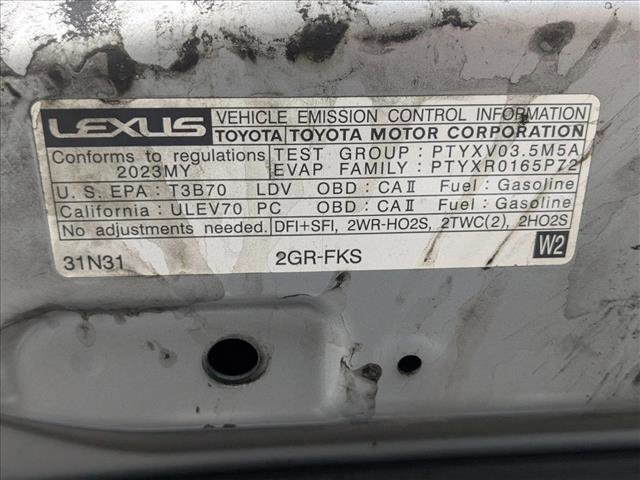 LEXUS VEHICLE EMISSION CONTROL INFORMATION
TOYOTA TOYOTA MOTOR CORPORATION
Conforms to regulations TEST GROUP : PTYXV03.5M5A
2023MY EVAP FAMILY : PTYXR0165P72
U.S. EPA : T3B70 LDV OBD : CAⅡ Fuel : Gasoline
California : ULEV70 PC OBD : CAⅡ Fuel : Gasoline
No adjustments needed. DFI+SFI, 2WR-HO2S, 2TWC(2), 2HO2S
31N31 2GR-FKS W2